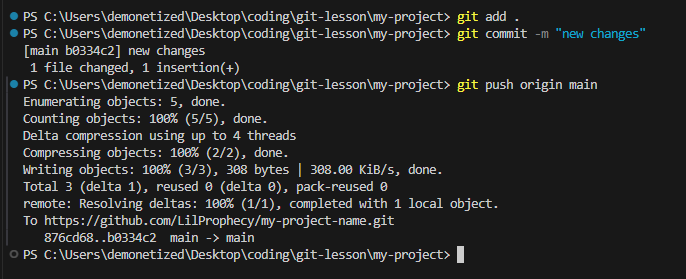 PS C:\Users\demonetized\Desktop\coding\git-lesson\my-project> git add .
PS C:\Users\demonetized\Desktop\coding\git-lesson\my-project> git commit -m "new changes"
[main b0334c2] new changes
 1 file changed, 1 insertion(+)
PS C:\Users\demonetized\Desktop\coding\git-lesson\my-project> git push origin main
Enumerating objects: 5, done.
Counting objects: 100% (5/5), done.
Delta compression using up to 4 threads
Compressing objects: 100% (2/2), done.
Writing objects: 100% (3/3), 308 bytes | 308.00 KiB/s, done.
Total 3 (delta 1), reused 0 (delta 0), pack-reused 0
remote: Resolving deltas: 100% (1/1), completed with 1 local object.
To https://github.com/LilProphecy/my-project-name.git
   876cd68..b0334c2  main -> main
PS C:\Users\demonetized\Desktop\coding\git-lesson\my-project>